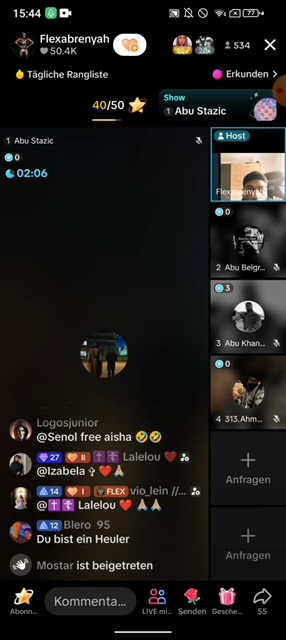 15:44
77
Flexabrenyah
50.4K
20+
534
Tägliche Rangliste
Erkunden >
40/50
Show
1 Abu Stazic
1 Abu Stazic
0
02:06
Host
Flexabrenyah
0
2 Abu Belgr...
3
3 Abu Khan...
0
4 313.Ahm...
Anfragen
Anfragen
Logosjunior
@Senol free aisha 🤣🤣
27 II Lalelou ❤️
@Izabela ✞ ❤️🙏
14 I FLEX vio_lein //...
@✝️✝️ Lalelou ❤️ 🙏🙏
12 Blero 95
Du bist ein Heuler
Mostar ist beigetreten
Abonn...
Kommenta...
LIVE mi...
Senden
Gesche...
55